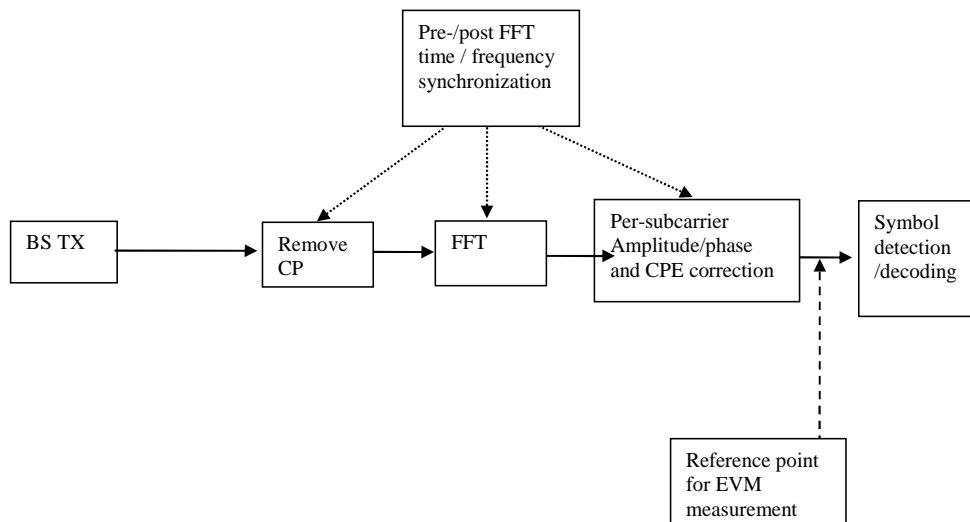 Pre-/post FFT
time / frequency
synchronization
BS TX
Remove
CP
FFT
Per-subcarrier
Amplitude/phase
and CPE correction
Symbol
detection
/decoding
Reference point
for EVM
measurement